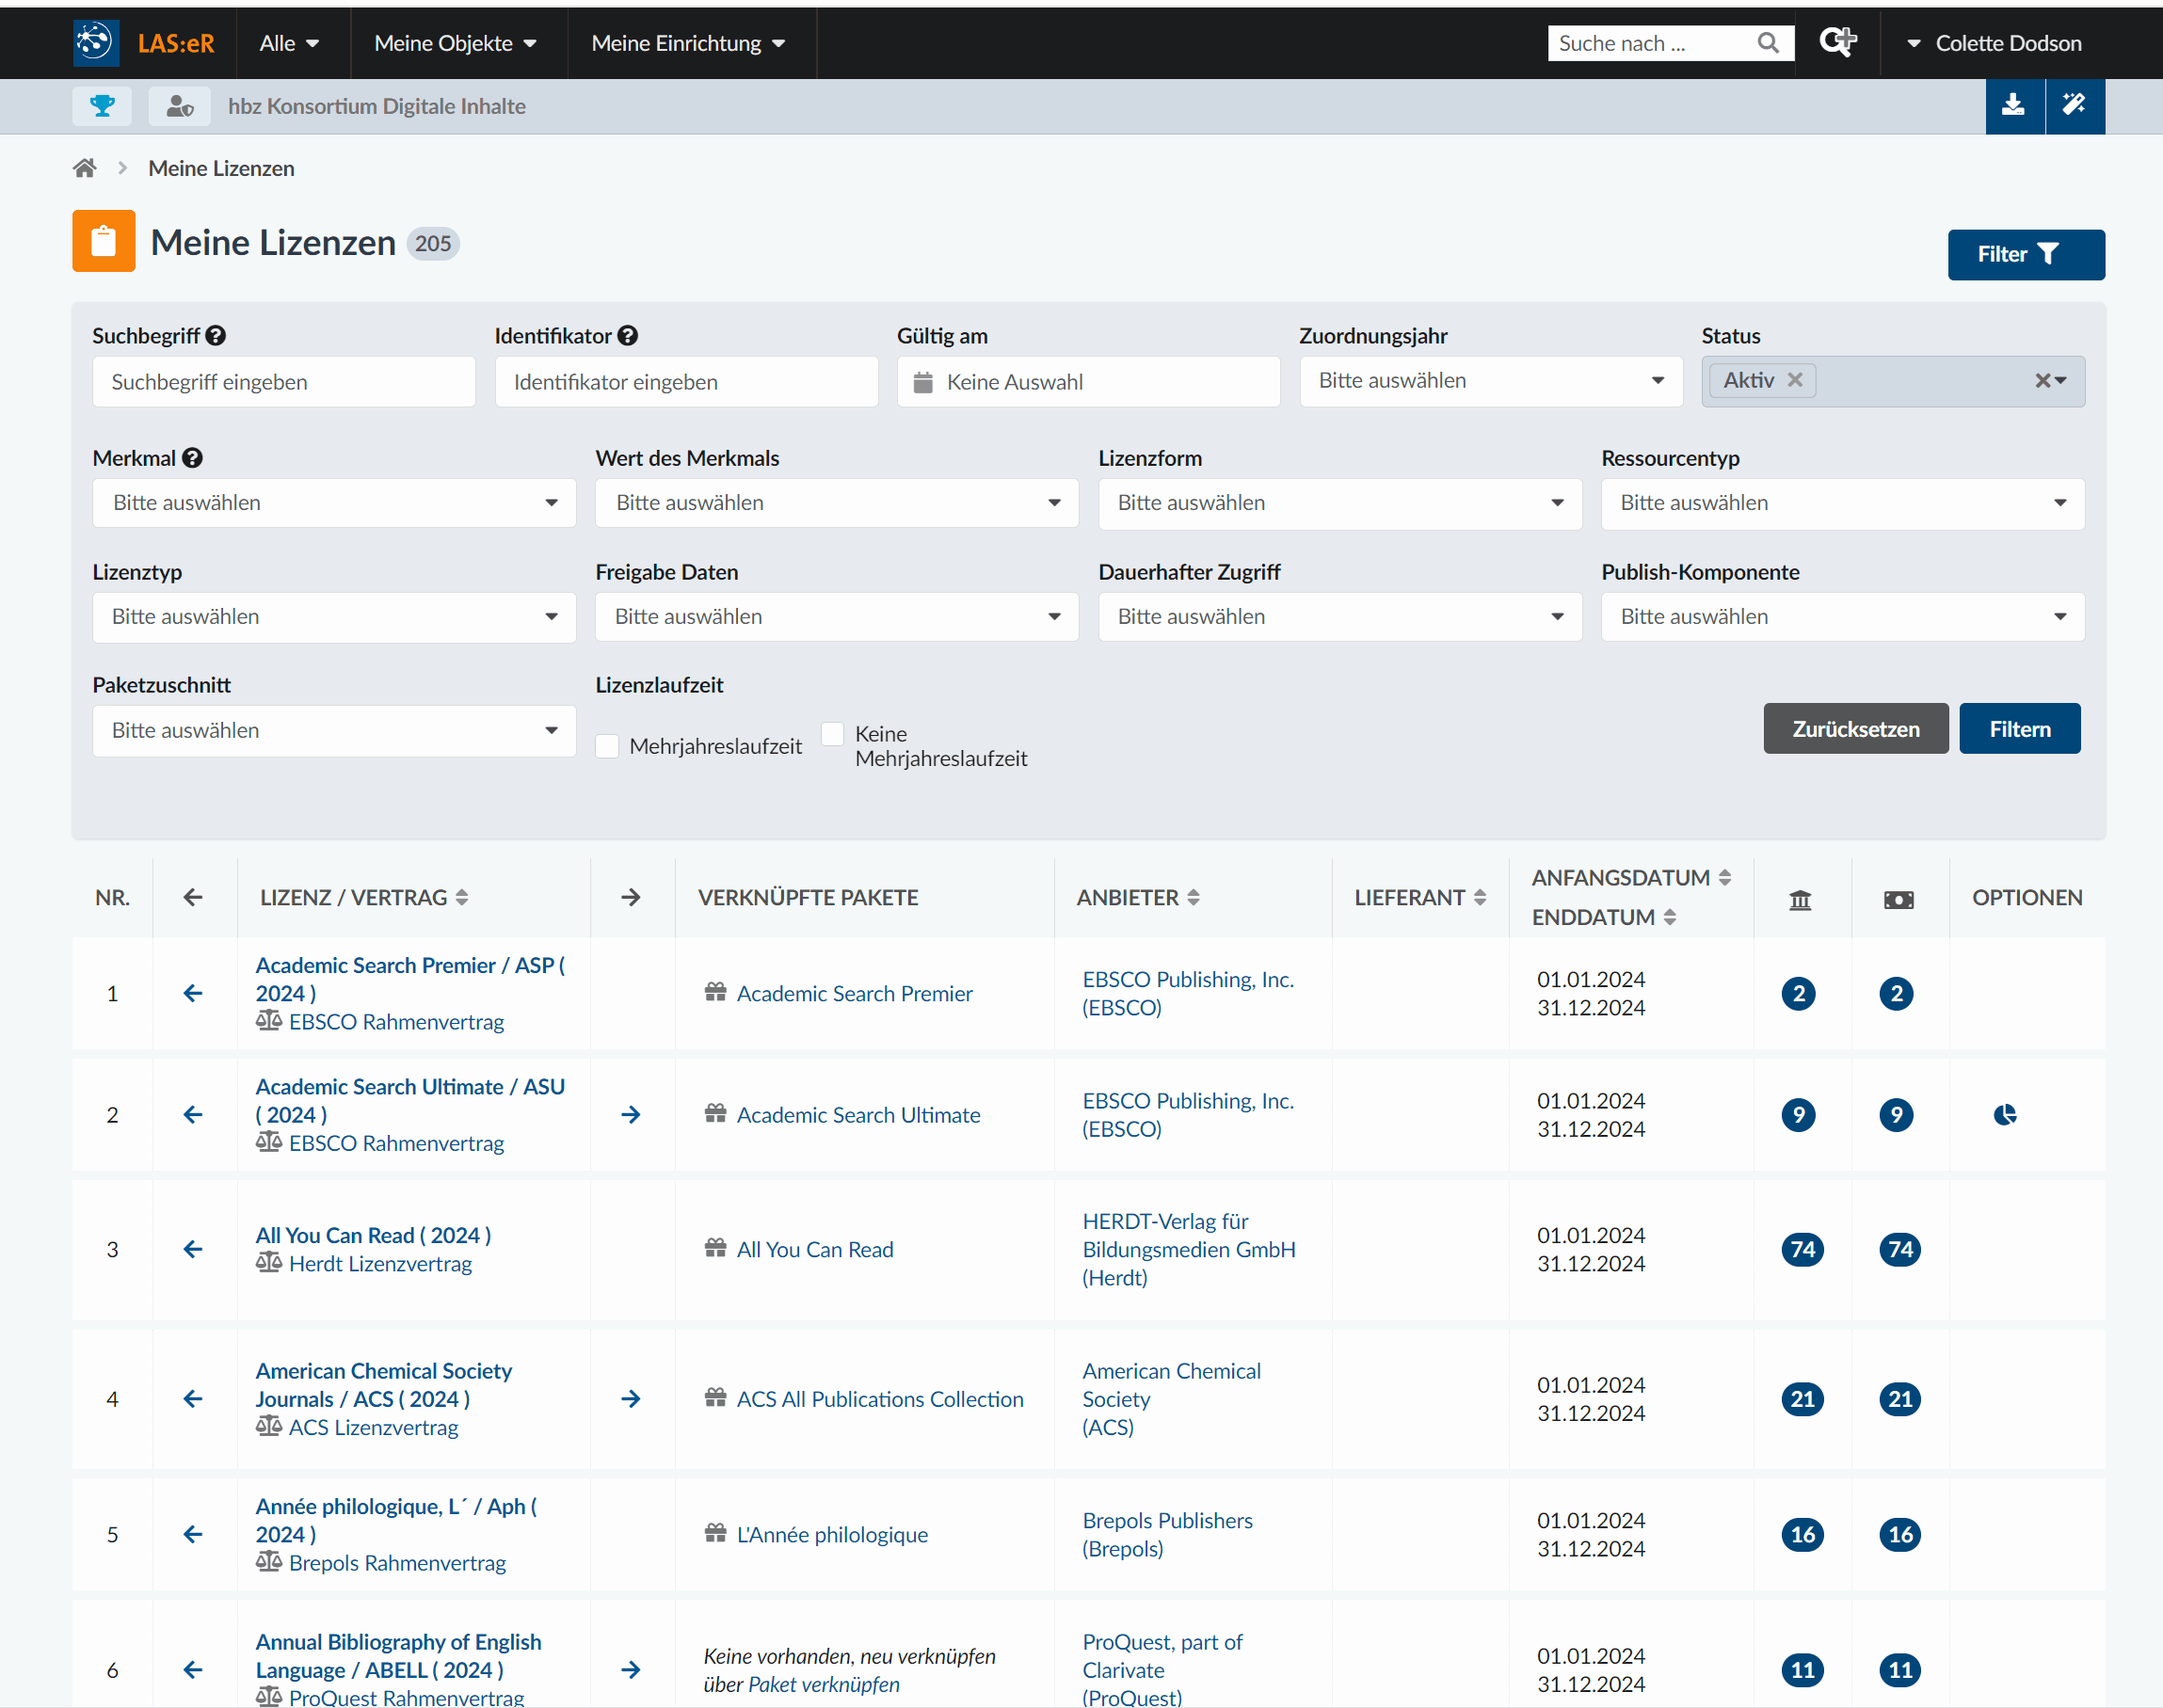 LAS:eR Alle Meine Objekte Meine Einrichtung Suche nach ... Colette Dodson
hbz Konsortium Digitale Inhalte
Meine Lizenzen
Meine Lizenzen 205
Filter
Suchbegriff Identifikator Gültig am Zuordnungsjahr Status
Suchbegriff eingeben Identifikator eingeben Keine Auswahl Bitte auswählen Aktiv
Merkmal Wert des Merkmals Lizenzform Ressourcentyp
Bitte auswählen Bitte auswählen Bitte auswählen Bitte auswählen
Lizenztyp Freigabe Daten Dauerhafter Zugriff Publish-Komponente
Bitte auswählen Bitte auswählen Bitte auswählen Bitte auswählen
Paketzuschnitt Lizenzlaufzeit
Bitte auswählen Mehrjahreslaufzeit Keine
Mehrjahreslaufzeit
Zurücksetzen Filtern
NR. LIZENZ / VERTRAG VERKNÜPFTE PAKETE ANBIETER LIEFERANT ANFANGSDATUM
ENDDATUM
OPTIONEN
1
Academic Search Premier / ASP (
2024 )
EBSCO Rahmenvertrag
Academic Search Premier
EBSCO Publishing, Inc.
(EBSCO)
01.01.2024
31.12.2024
2 2
2
Academic Search Ultimate / ASU
( 2024 )
EBSCO Rahmenvertrag
Academic Search Ultimate
EBSCO Publishing, Inc.
(EBSCO)
01.01.2024
31.12.2024
9 9
3
All You Can Read ( 2024 )
Herdt Lizenzvertrag
All You Can Read
HERDT-Verlag für
Bildungsmedien GmbH
(Herdt)
01.01.2024
31.12.2024
74 74
4
American Chemical Society
Journals / ACS ( 2024 )
ACS Lizenzvertrag
ACS All Publications Collection
American Chemical
Society
(ACS)
01.01.2024
31.12.2024
21 21
5
Année philologique, L´ / Aph (
2024 )
Brepols Rahmenvertrag
L'Année philologique
Brepols Publishers
(Brepols)
01.01.2024
31.12.2024
16 16
6
Annual Bibliography of English
Language / ABELL ( 2024 )
ProQuest Rahmenvertrag
Keine vorhanden, neu verknüpfen
über Paket verknüpfen
ProQuest, part of
Clarivate
(ProQuest)
01.01.2024
31.12.2024
11 11